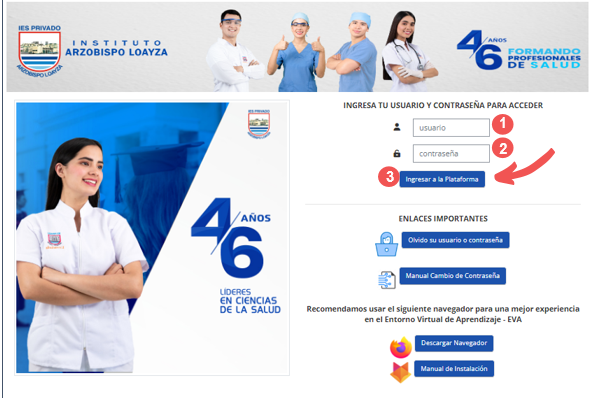 IES PRIVADO
INSTITUTO
ARZOBISPO LOAYZA
ARZOBISPO LOAYZA
46 AÑOS
FORMANDO
PROFESIONALES
DE SALUD
IES PRIVADO
46 AÑOS
LÍDERES
EN CIENCIAS
DE LA SALUD
INGRESA TU USUARIO Y CONTRASEÑA PARA ACCEDER
usuario 1
contraseña 2
3 Ingresar a la Plataforma
ENLACES IMPORTANTES
Olvido su usuario o contraseña
Manual Cambio de Contraseña
Recomendamos usar el siguiente navegador para una mejor experiencia
en el Entorno Virtual de Aprendizaje - EVA
Descargar Navegador
Manual de Instalación